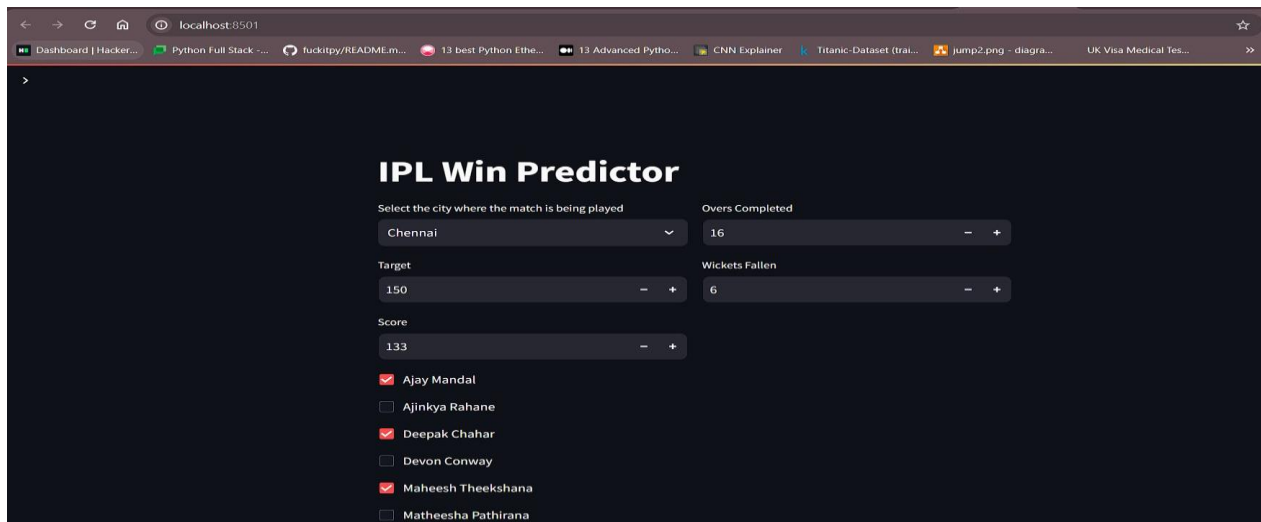 localhost:8501
Dashboard | Hacker... Python Full Stack -... fuckitpy/README.m... 13 best Python Ethe... 13 Advanced Pytho... CNN Explainer Titanic-Dataset (trai... jump2.png - diagra... UK Visa Medical Tes... »
>
IPL Win Predictor
Select the city where the match is being played Overs Completed
Chennai 16 - +
Target Wickets Fallen
150 - + 6 - +
Score
133 - +
Ajay Mandal
Ajinkya Rahane
Deepak Chahar
Devon Conway
Maheesh Theekshana
Matheesha Pathirana